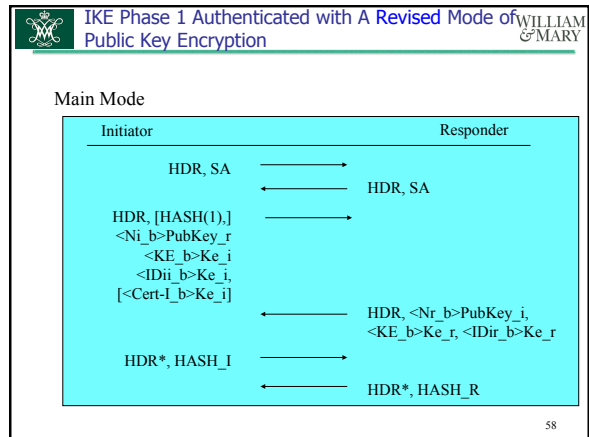 IKE Phase 1 Authenticated with A Revised Mode of
Public Key Encryption
WILLIAM
& MARY
Main Mode
Initiator Responder
HDR, SA
HDR, SA
HDR, [HASH(1),]
<Ni_b>PubKey_r
<KE_b>Ke_i
<IDii_b>Ke_i,
[<Cert-I_b>Ke_i]
HDR, <Nr_b>PubKey_i,
<KE_b>Ke_r, <IDir_b>Ke_r
HDR*, HASH_I
HDR*, HASH_R
58